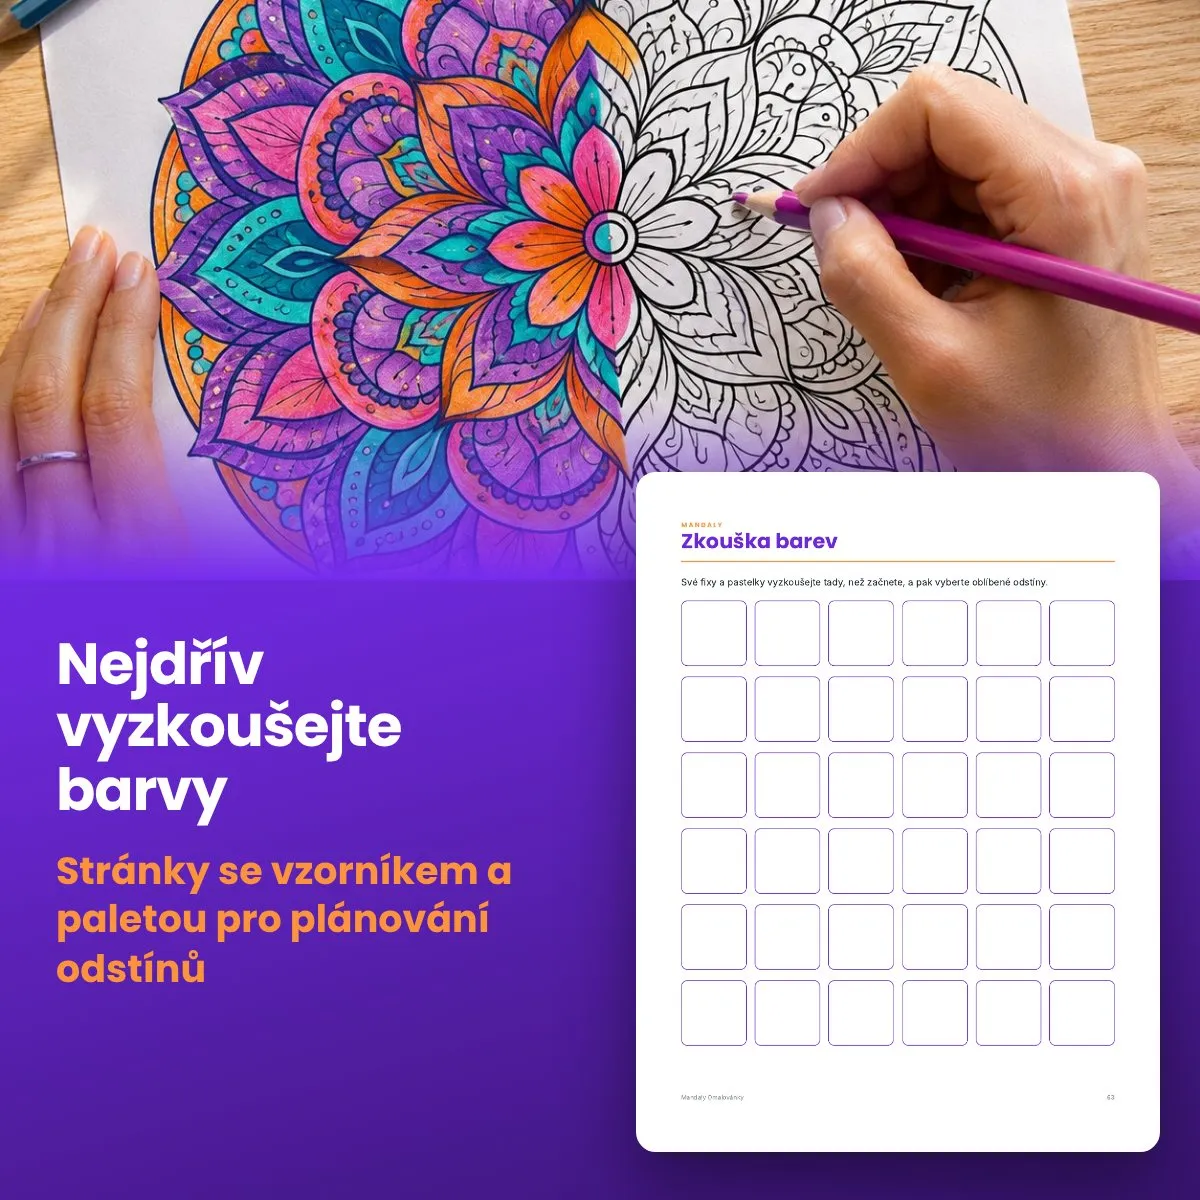 Nejdřív
vyzkoušejte
barvy
Stránky se vzorníkem a
paletou pro plánování
odstínů
MANDALY
Zkouška barev
Své fixy a pastelky vyzkoušejte tady, než začnete, a pak vyberte oblíbené odstíny.
Mandaly Omalovánky
63